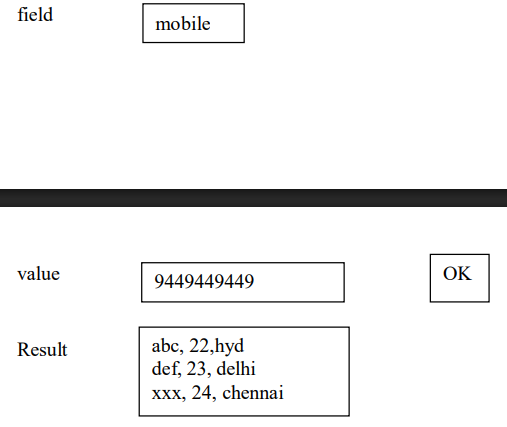 field mobile
value 9449449449 OK
Result abc, 22,hyd
def, 23, delhi
xxx, 24, chennai